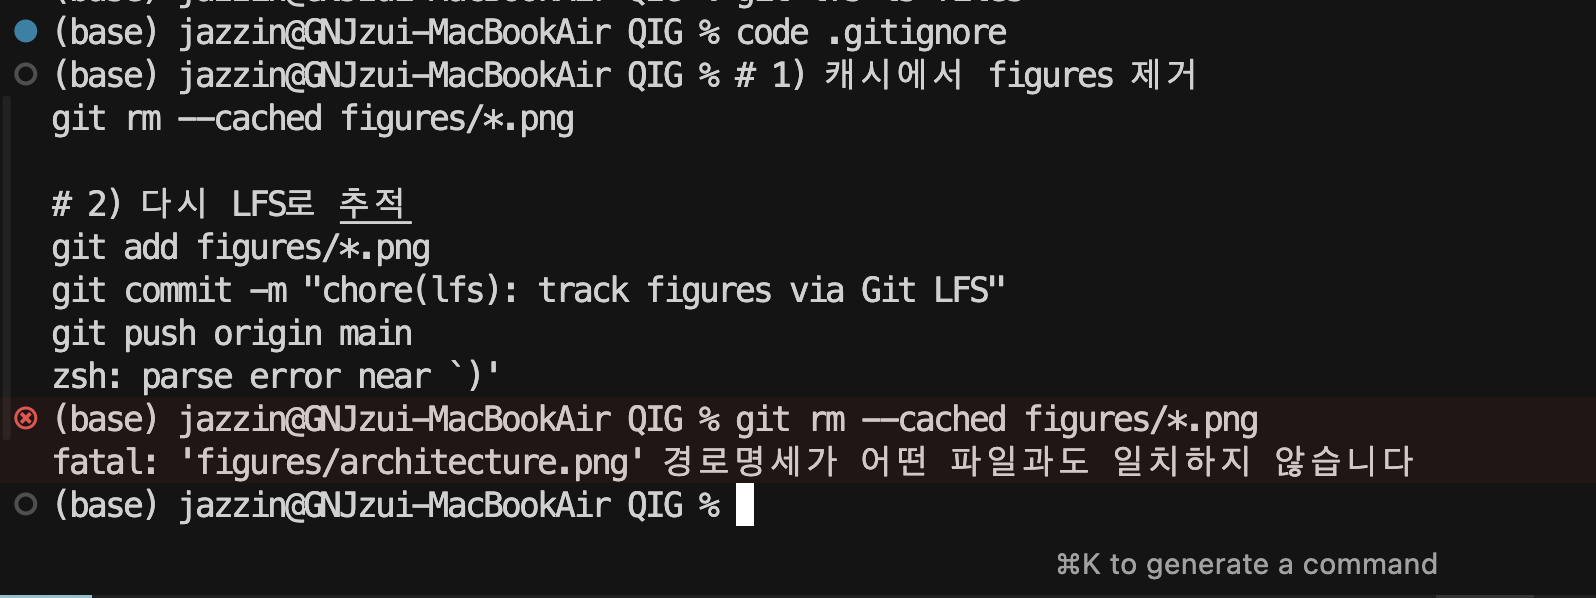 (base) jazzin@GNJzui-MacBookAir QIG % code .gitignore
(base) jazzin@GNJzui-MacBookAir QIG % # 1) 캐시에서 figures 제거
git rm --cached figures/*.png
# 2) 다시 LFS로 추적
git add figures/*.png
git commit -m "chore(lfs): track figures via Git LFS"
git push origin main
zsh: parse error near `)'
(base) jazzin@GNJzui-MacBookAir QIG % git rm --cached figures/*.png
fatal: 'figures/architecture.png' 경로명세가 어떤 파일과도 일치하지 않습니다
(base) jazzin@GNJzui-MacBookAir QIG %
⌘K to generate a command